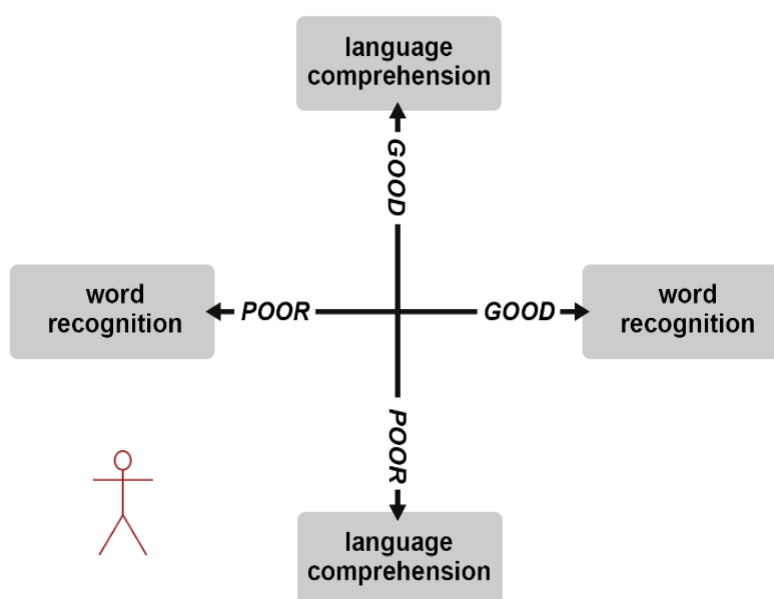 language
comprehension
GOOD
word
recognition
POOR
GOOD
word
recognition
POOR
language
comprehension